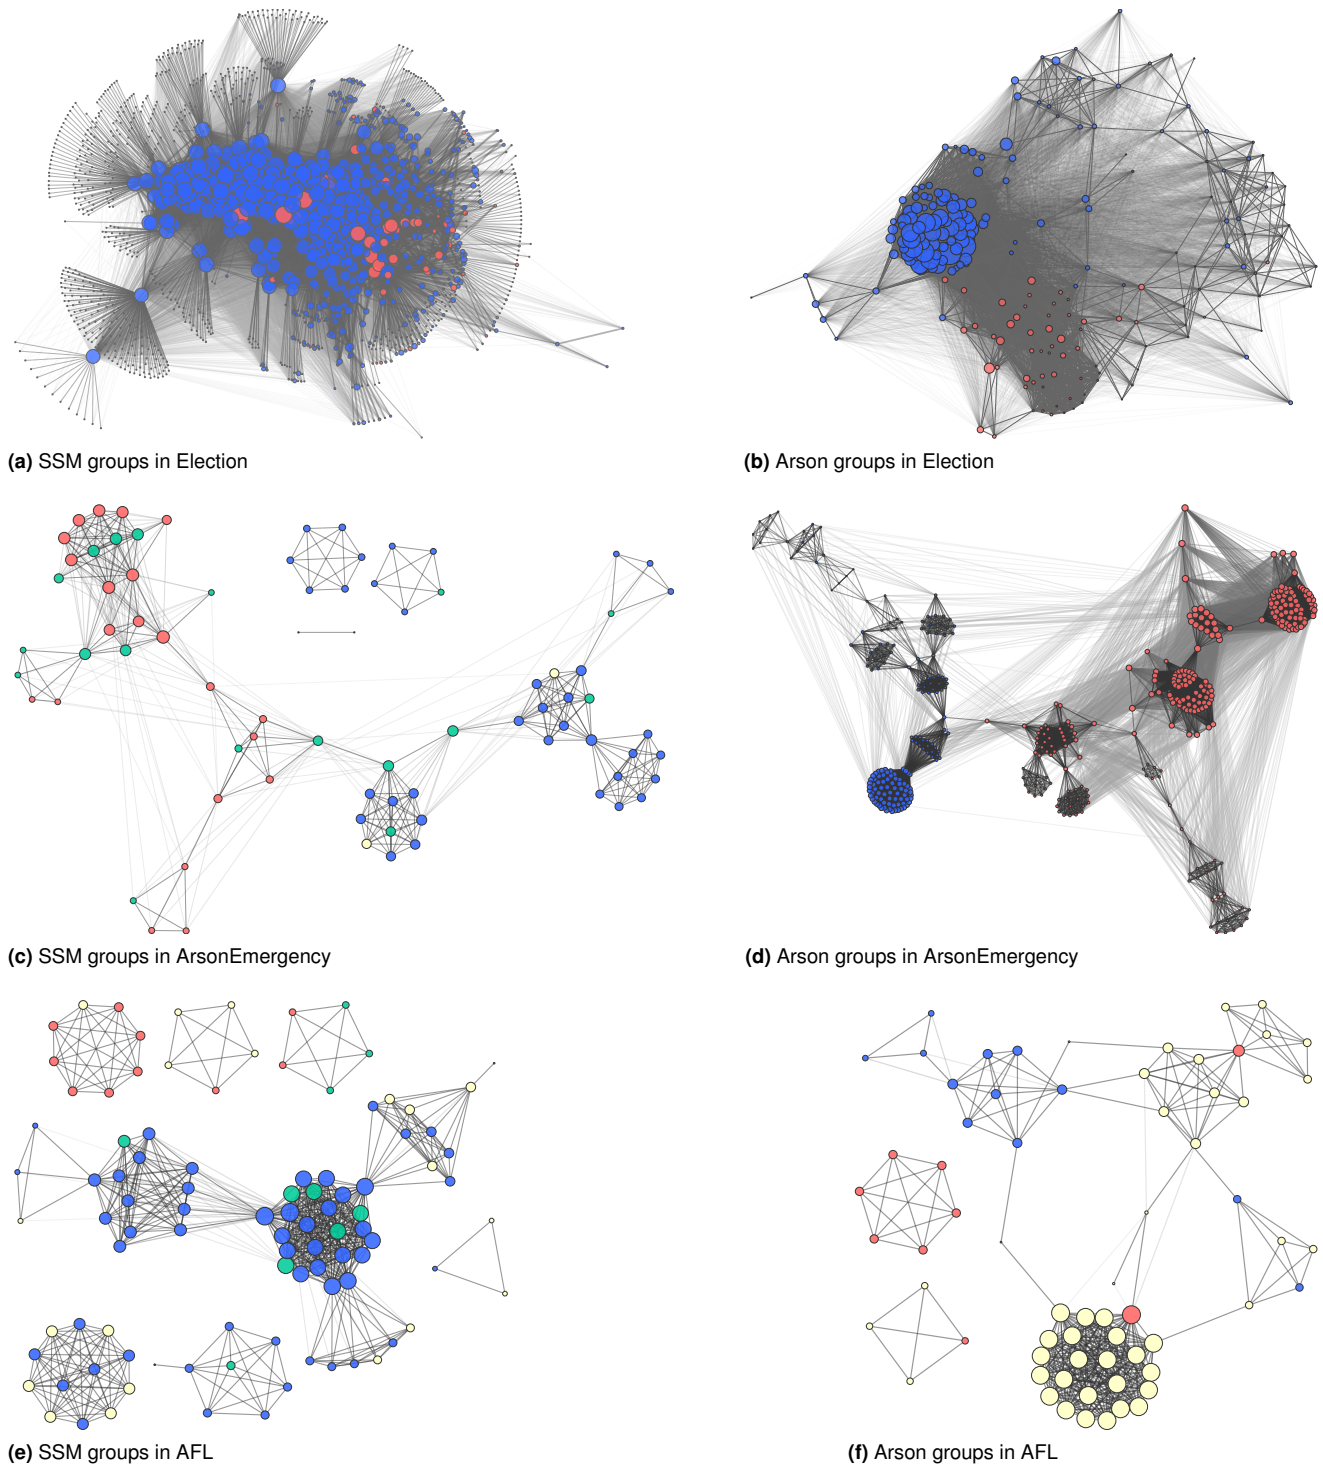 (a) SSM groups in Election
(b) Arson groups in Election
(c) SSM groups in ArsonEmergency
(d) Arson groups in ArsonEmergency
(e) SSM groups in AFL
(f) Arson groups in AFL